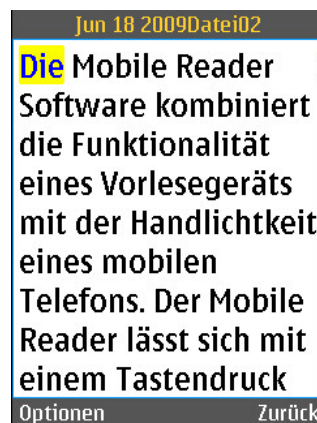 Jun 18 2009Datei02
Die Mobile Reader
Software kombiniert
die Funktionalität
eines Vorlesegeräts
mit der Handlichtkeit
eines mobilen
Telefons. Der Mobile
Reader lässt sich mit
einem Tastendruck
Optionen Zurück